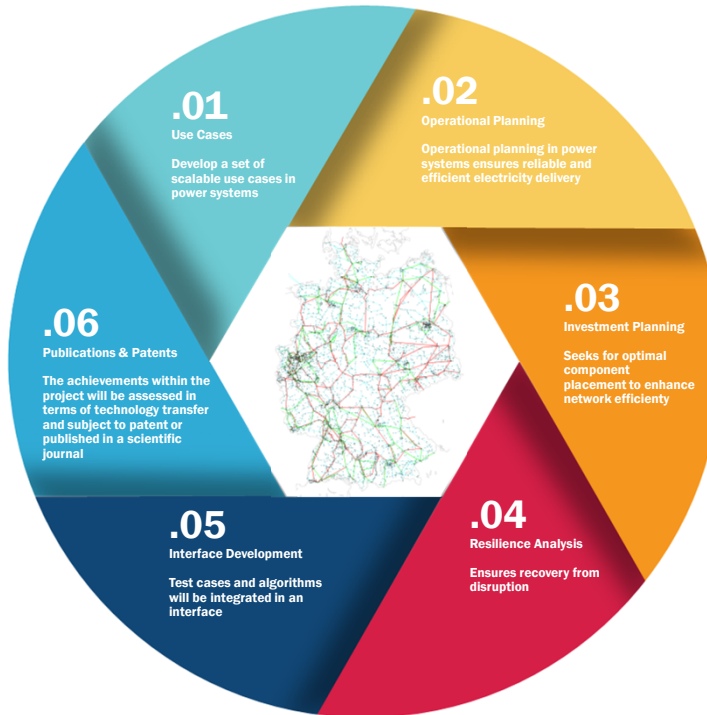 .01
Use Cases
Develop a set of
scalable use cases in
power systems
.02
Operational Planning
Operational planning in power
systems ensures reliable and
efficient electricity delivery
.03
Investment Planning
Seeks for optimal
component
placement to enhance
network efficienty
.04
Resilience Analysis
Ensures recovery from
disruption
.05
Interface Development
Test cases and algorithms
will be integrated in an
interface
.06
Publications & Patents
The achievements within the
project will be assessed in
terms of technology transfer
and subject to patent or
published in a scientific
journal